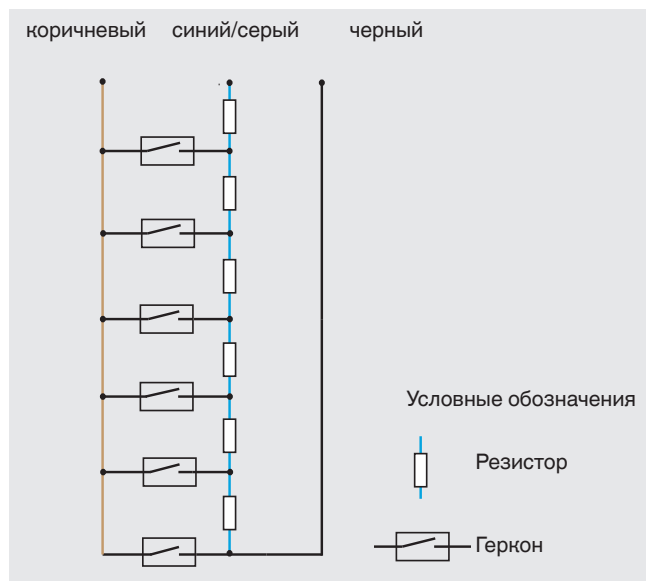 коричневый синий/серый черный
Условные обозначения
Резистор
Геркон